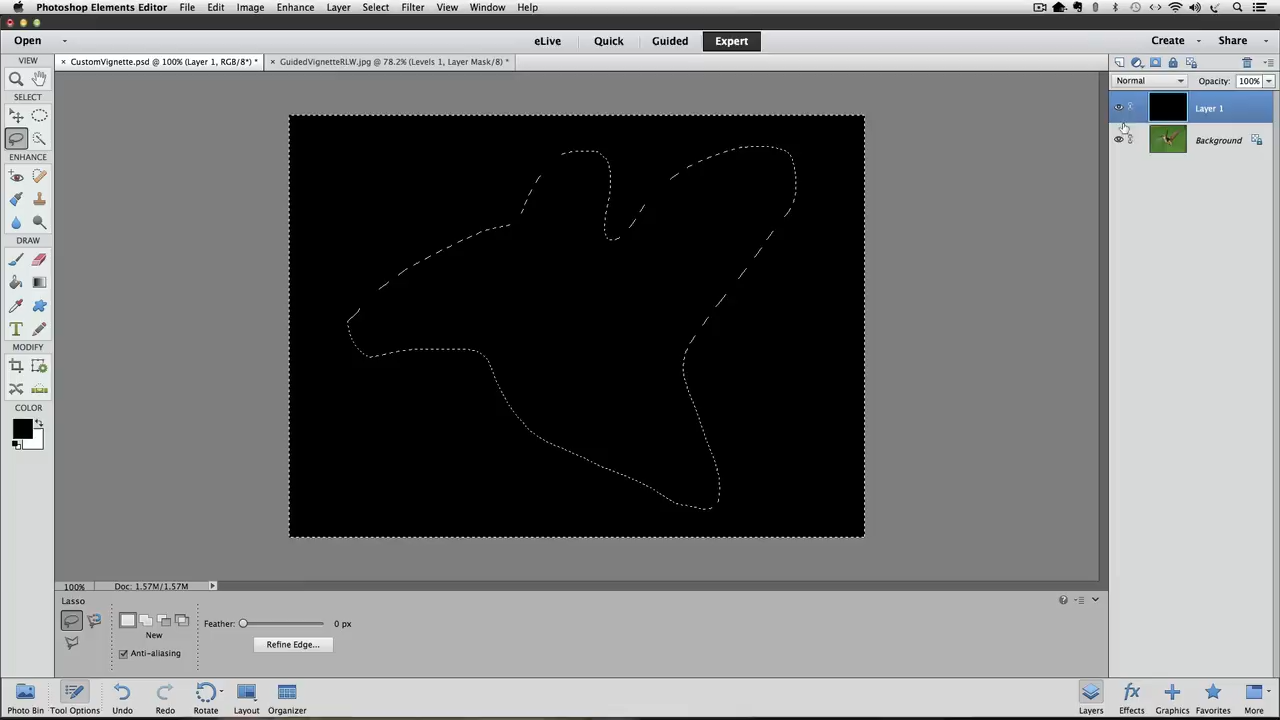 Photoshop Elements Editor File Edit Image Enhance Layer Select Filter View Window Help
Open eLive Quick Guided Expert Create Share
VIEW × CustomVignette.psd @ 100% (Layer 1, RGB/8*) * × GuidedVignetteRLW.jpg @ 78.2% (Levels 1, Layer Mask/8) *
Normal Opacity: 100%
SELECT
Layer 1
Background
ENHANCE
DRAW
T
MODIFY
COLOR
100% Doc: 1.57M/1.57M
Lasso
New
Feather: 0 px
Refine Edge...
Anti-aliasing
Photo Bin Tool Options Undo Redo Rotate Layout Organizer Layers Effects Graphics Favorites More